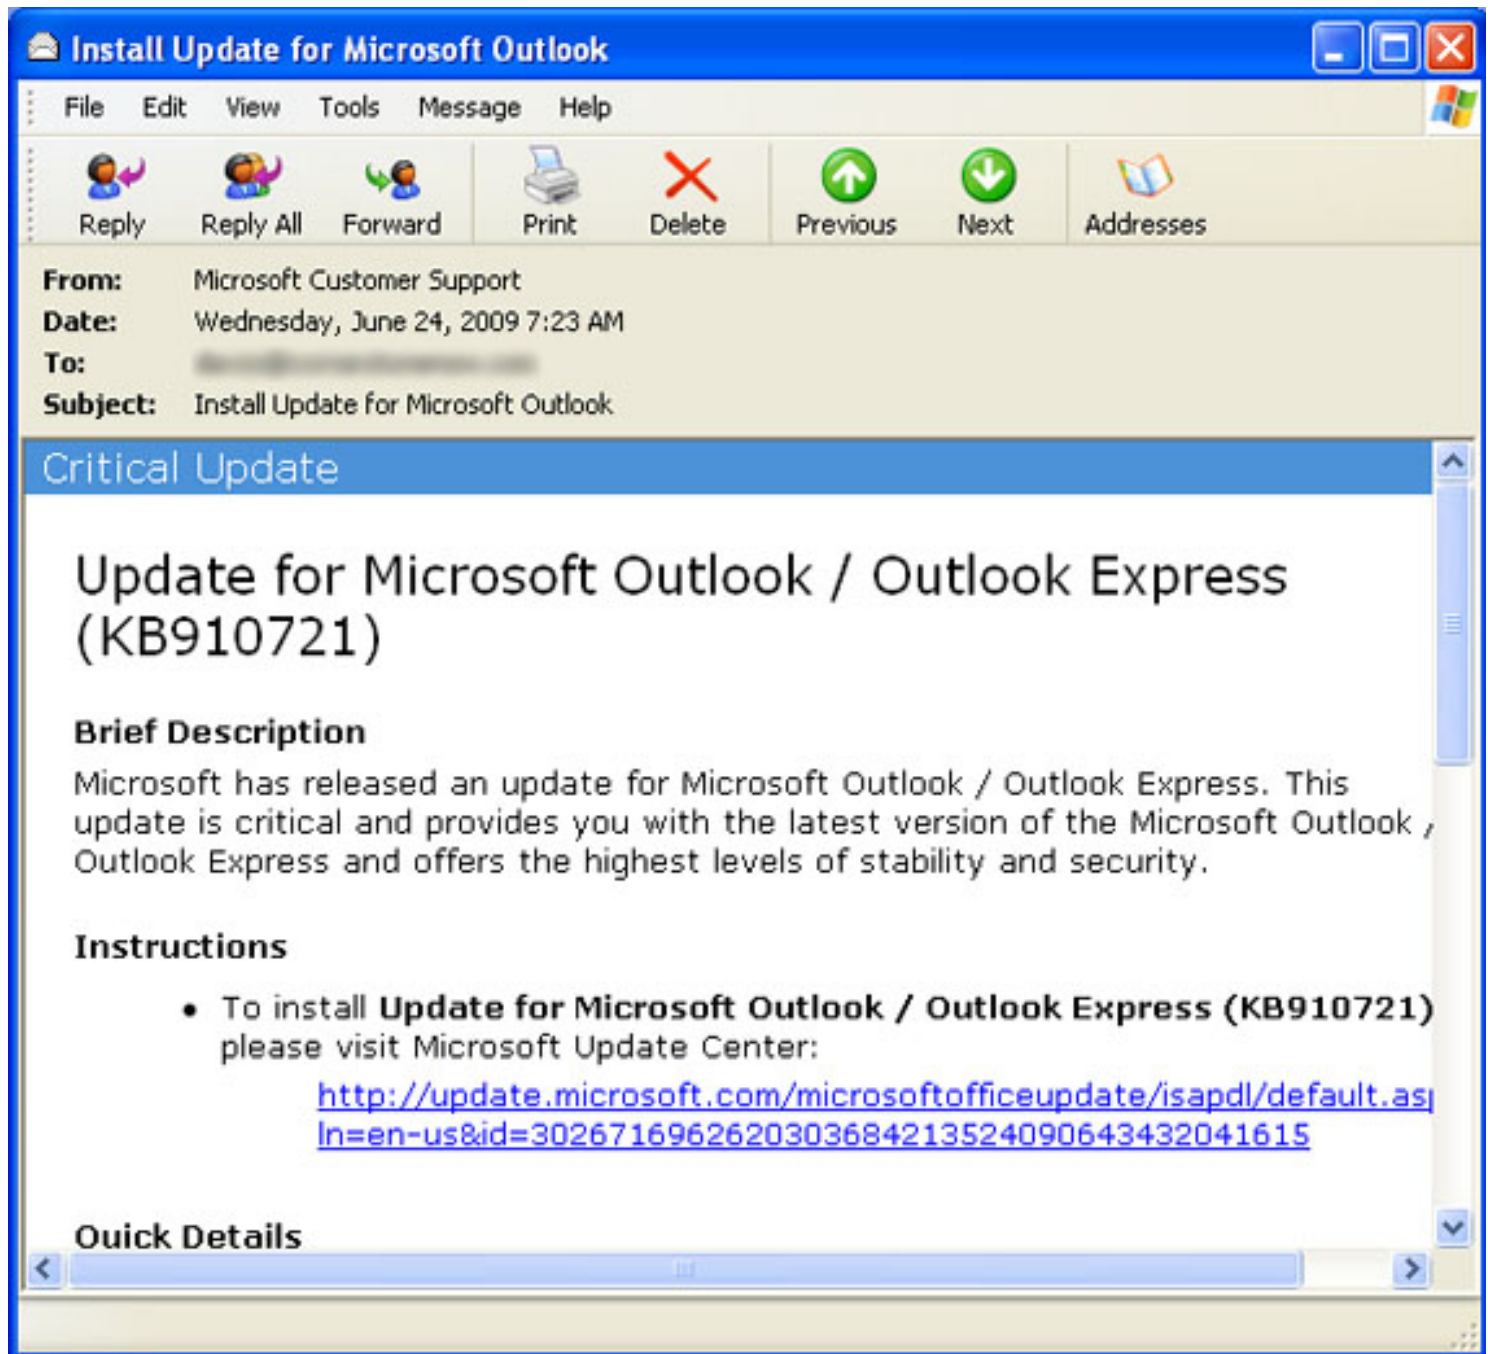 Install Update for Microsoft Outlook
File Edit View Tools Message Help
Reply Reply All Forward Print Delete Previous Next Addresses
From: Microsoft Customer Support
Date: Wednesday, June 24, 2009 7:23 AM
To:
Subject: Install Update for Microsoft Outlook
Critical Update
Update for Microsoft Outlook / Outlook Express
(KB910721)
Brief Description
Microsoft has released an update for Microsoft Outlook / Outlook Express. This
update is critical and provides you with the latest version of the Microsoft Outlook /
Outlook Express and offers the highest levels of stability and security.
Instructions
• To install Update for Microsoft Outlook / Outlook Express (KB910721)
please visit Microsoft Update Center:
http://update.microsoft.com/microsoftofficeupdate/isapdl/default.asp
ln=en-us&id=3026716962620303684213524090643432041615
Quick Details